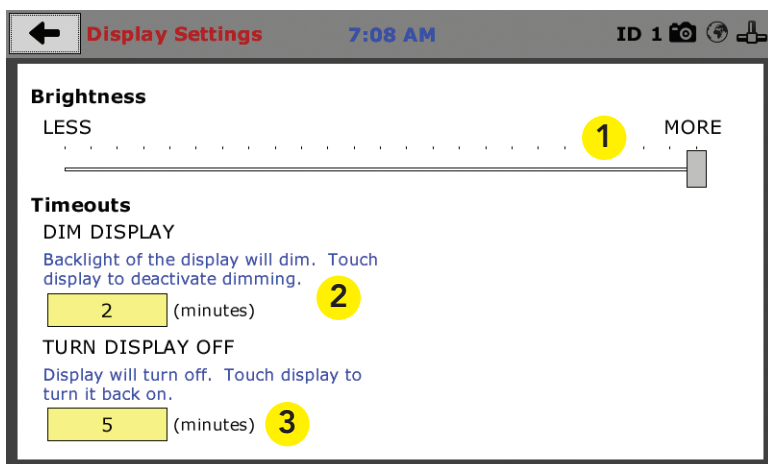 Display Settings 7:08 AM ID 1
Brightness
LESS 1 MORE
Timeouts
DIM DISPLAY
Backlight of the display will dim. Touch
display to deactivate dimming.
2
2 (minutes)
TURN DISPLAY OFF
Display will turn off. Touch display to
turn it back on.
5 (minutes) 3